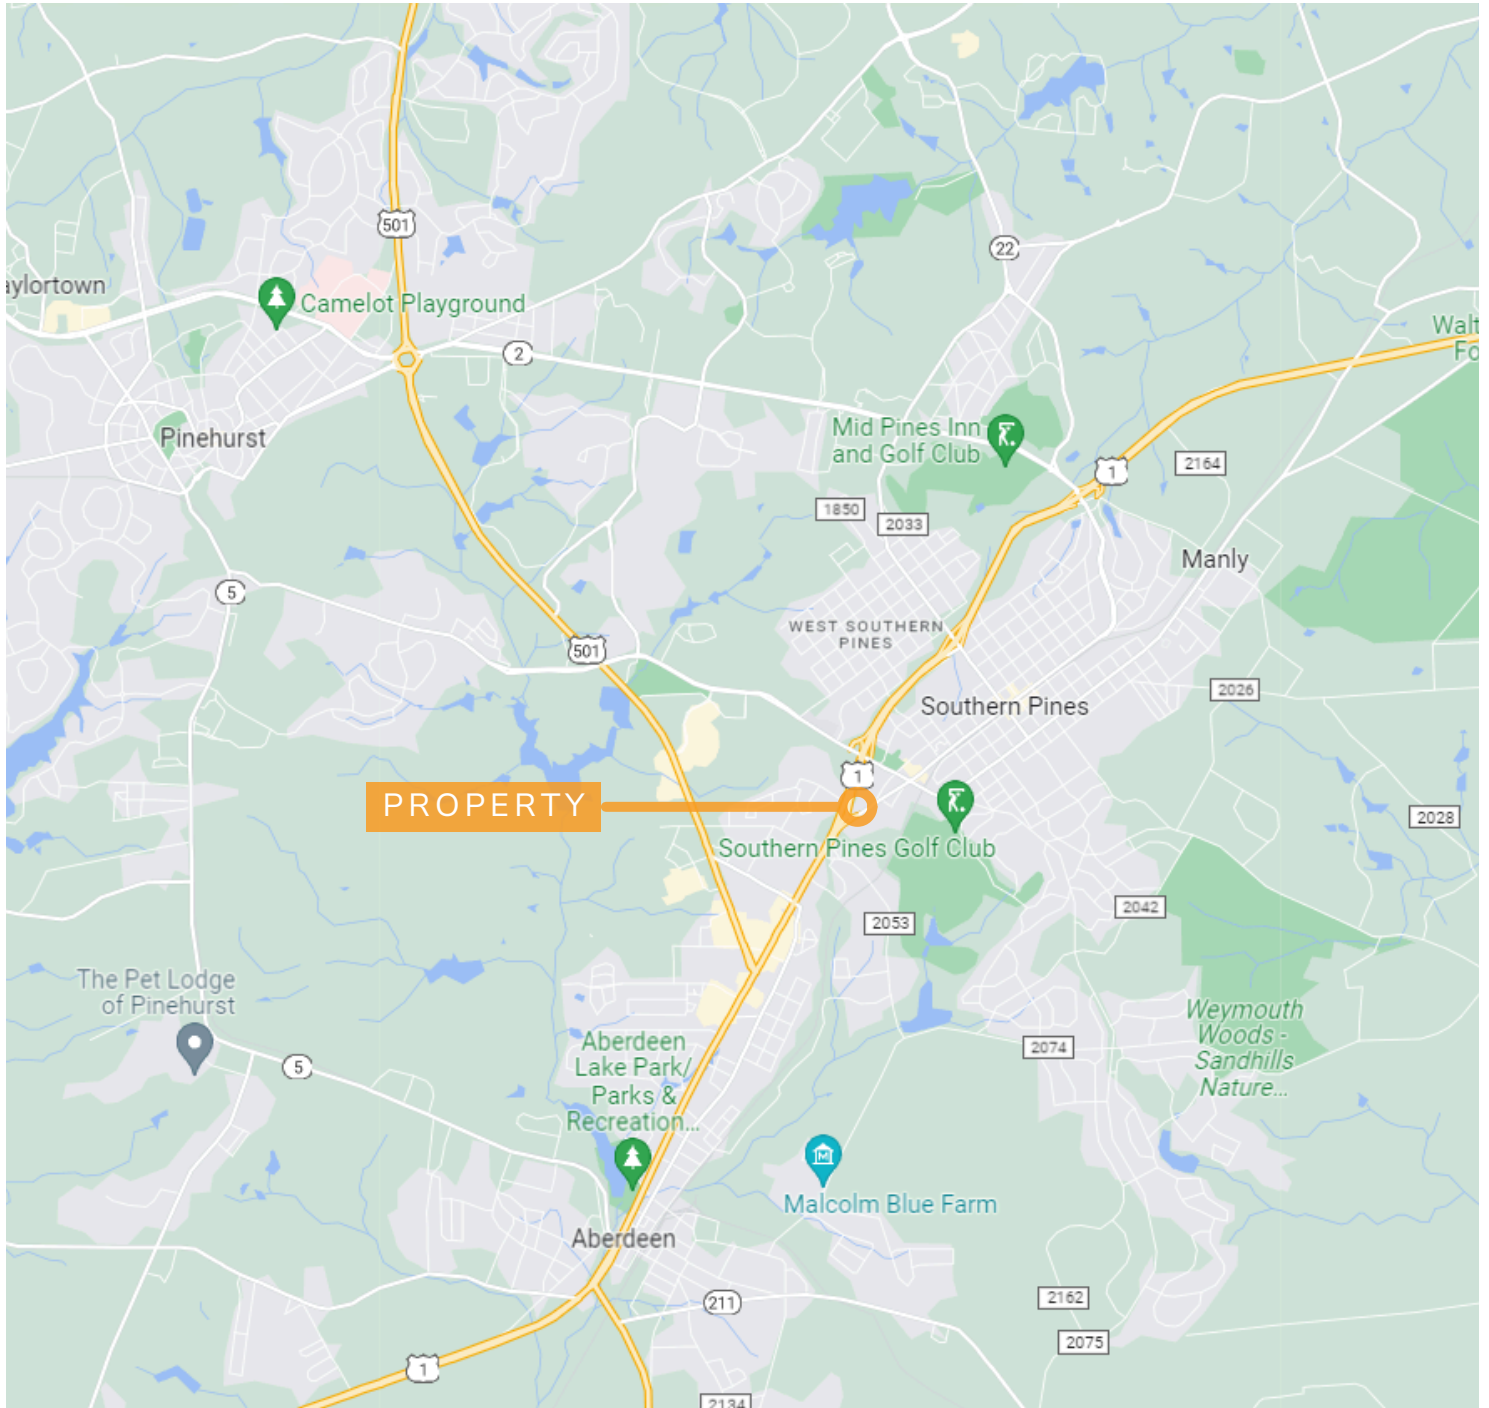 501
22
aylortown
Camelot Playground
Walt
Fo
2
Mid Pines Inn
and Golf Club
Pinehurst
1
2164
1850
2033
Manly
5
WEST SOUTHERN
PINES
501
2026
Southern Pines
1
PROPERTY
2028
Southern Pines Golf Club
2042
2053
The Pet Lodge
of Pinehurst
Weymouth
Woods -
Sandhills
Nature...
Aberdeen
Lake Park/
Parks &
Recreation...
2074
5
Malcolm Blue Farm
Aberdeen
211
2162
2075
1
2134